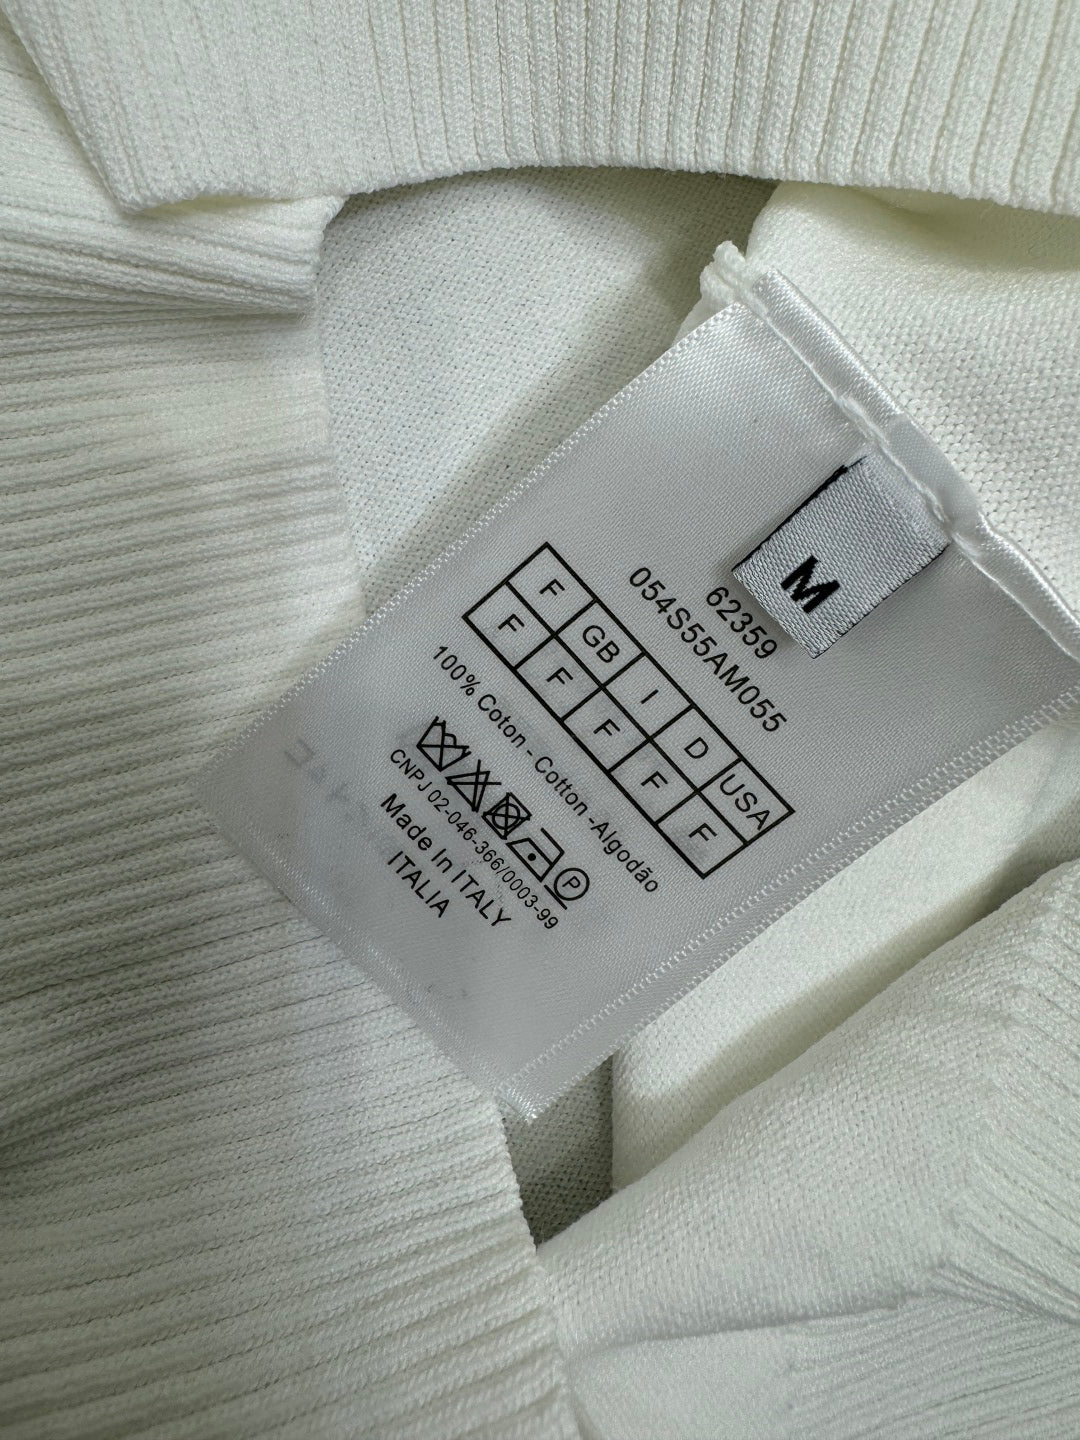 M
62359
054S55AM055
F GB I D USA
F F F F F
100% Coton - Cotton -Algodão
P
CNPJ 02-046-366/0003-99
Made In ITALY
ITALIA